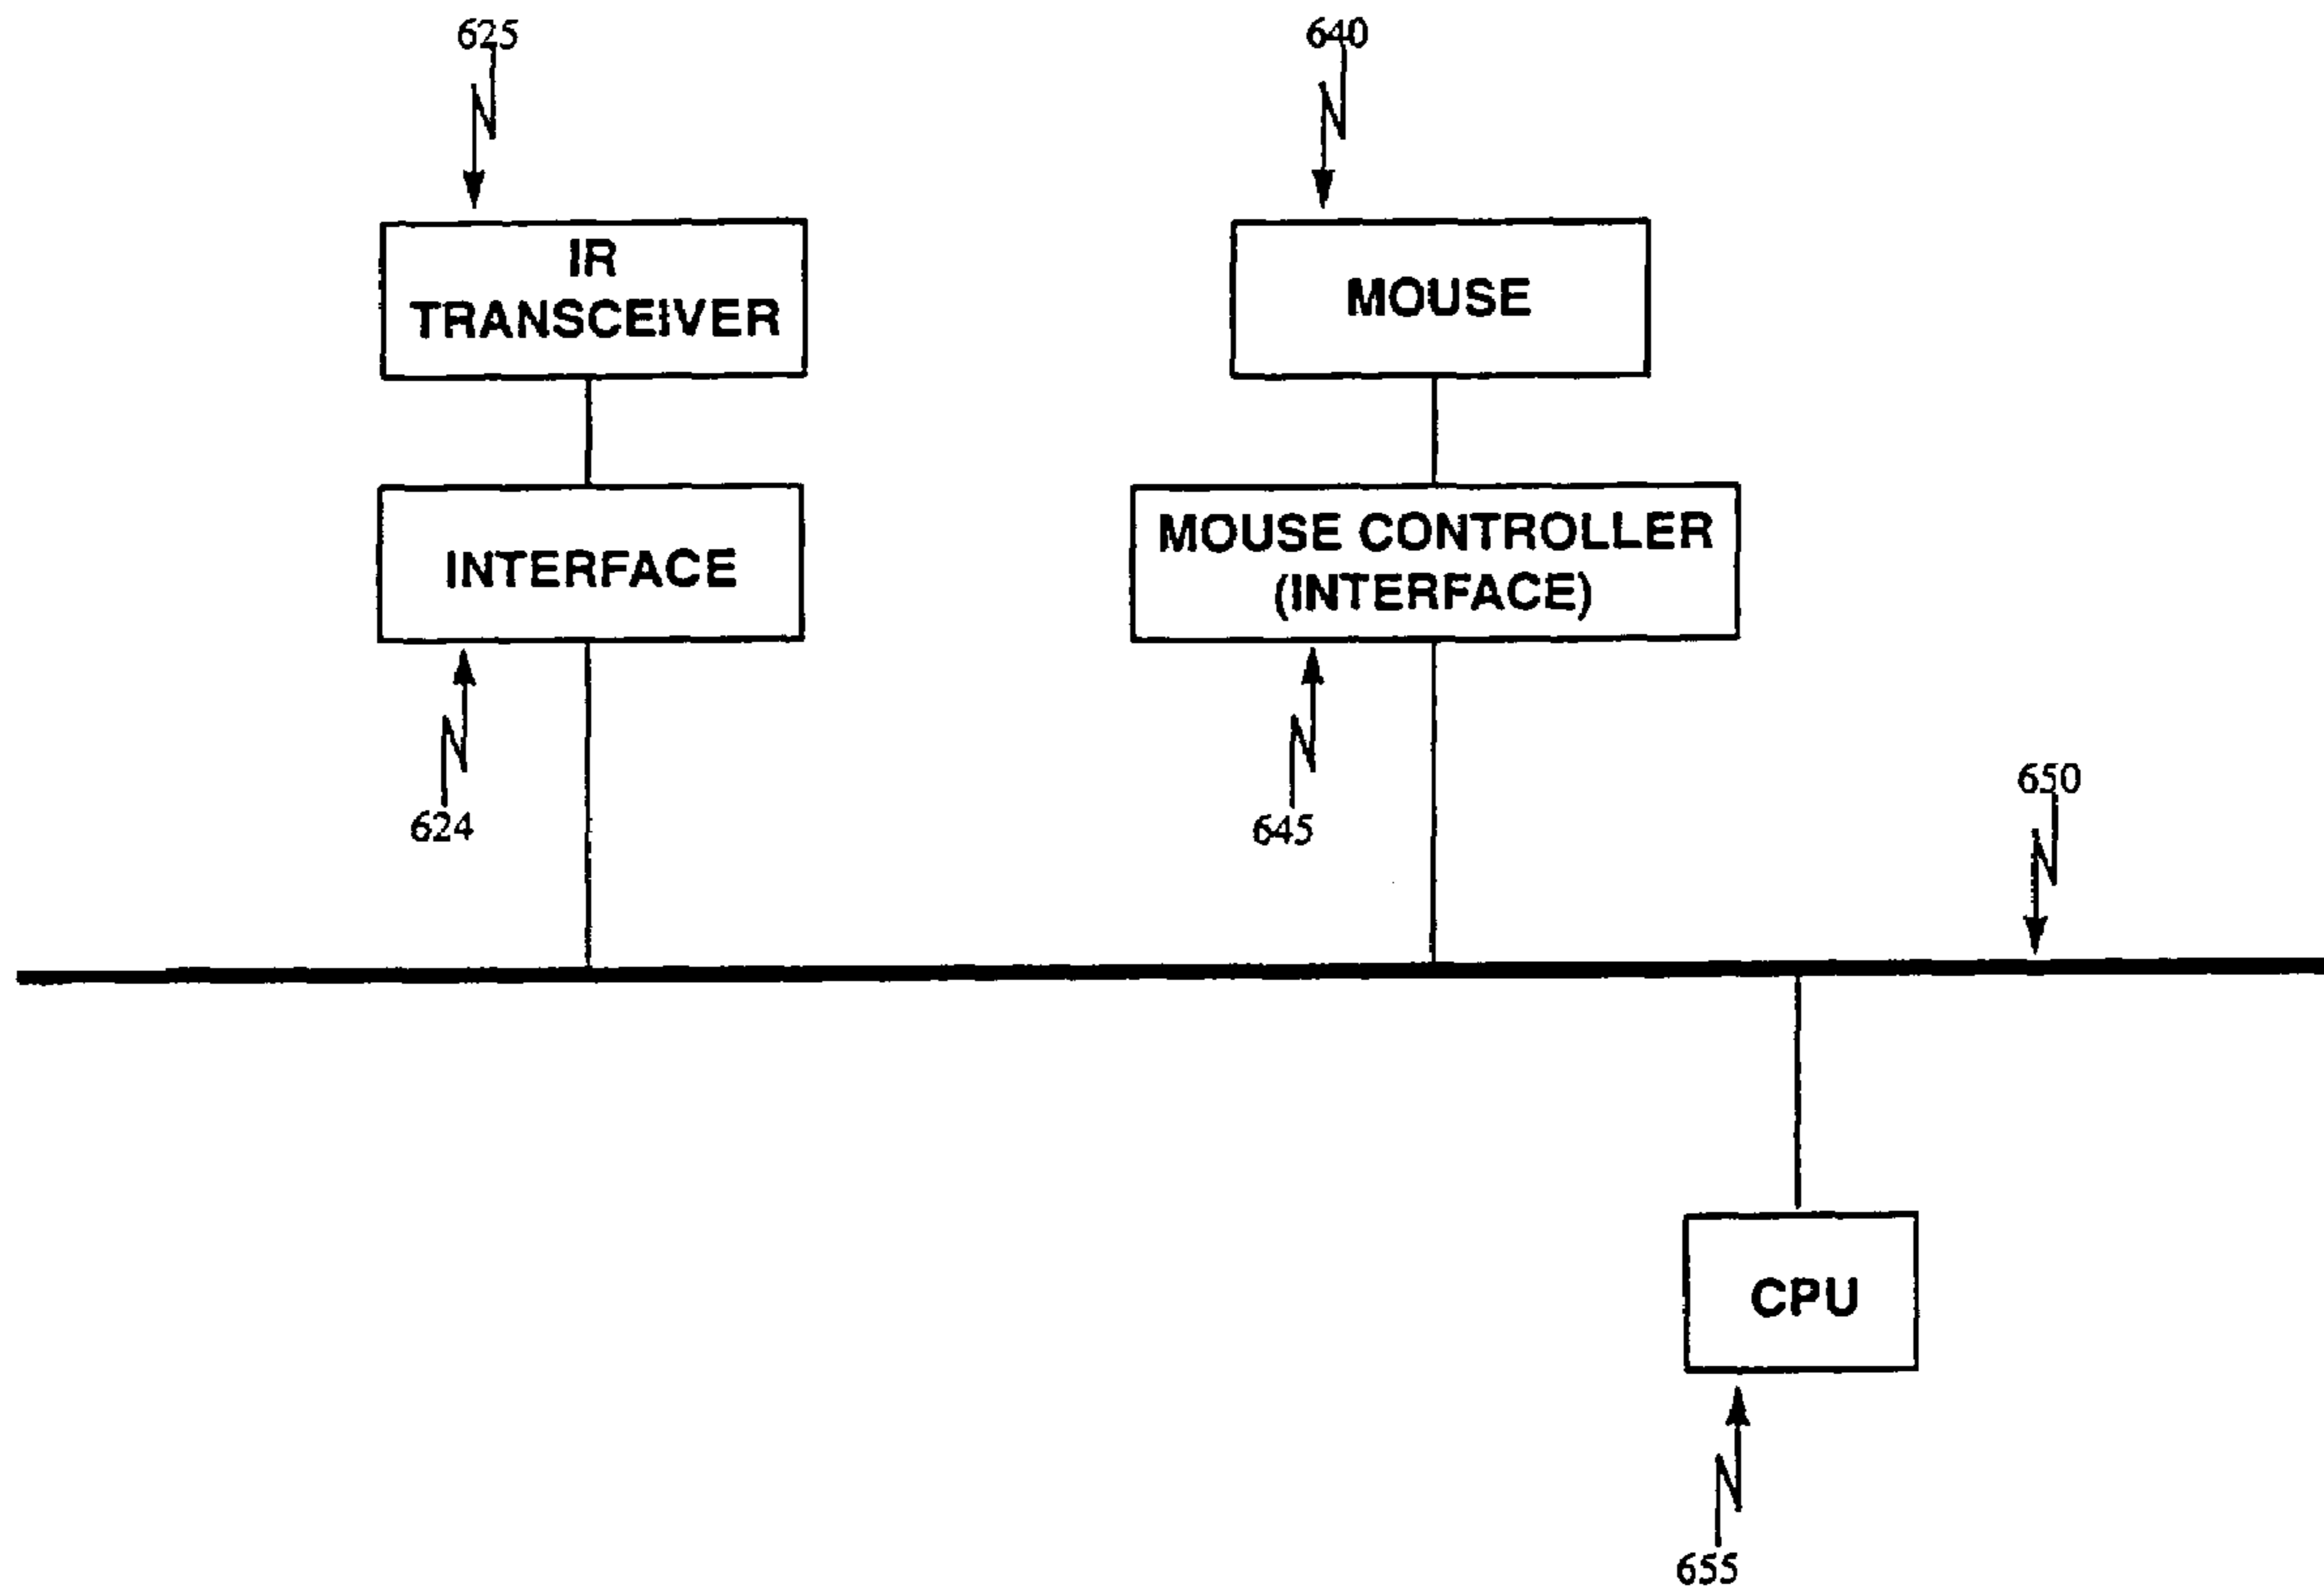 625
640
IR
TRANSCEIVER
MOUSE
INTERFACE
MOUSE CONTROLLER
(INTERFACE)
624
645
650
CPU
655